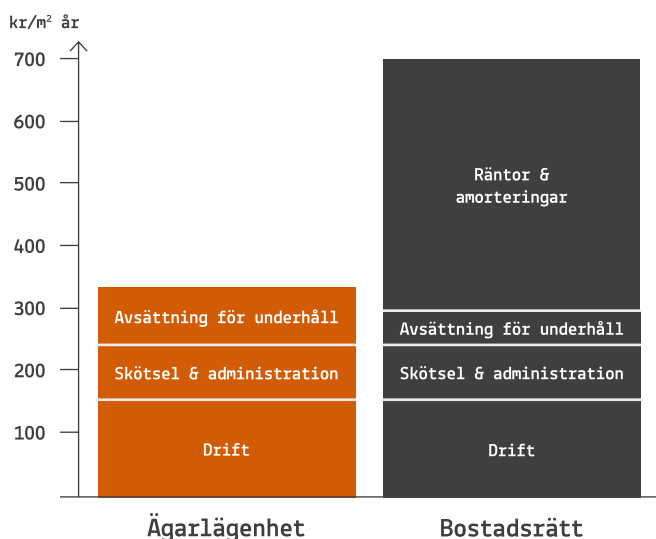 kr/m² år
700
600
500
400
300
200
100
Avsättning för underhåll
Skötsel & administration
Drift
Räntor &
amorteringar
Avsättning för underhåll
Skötsel & administration
Drift
Ägarlägenhet
Bostadsrätt